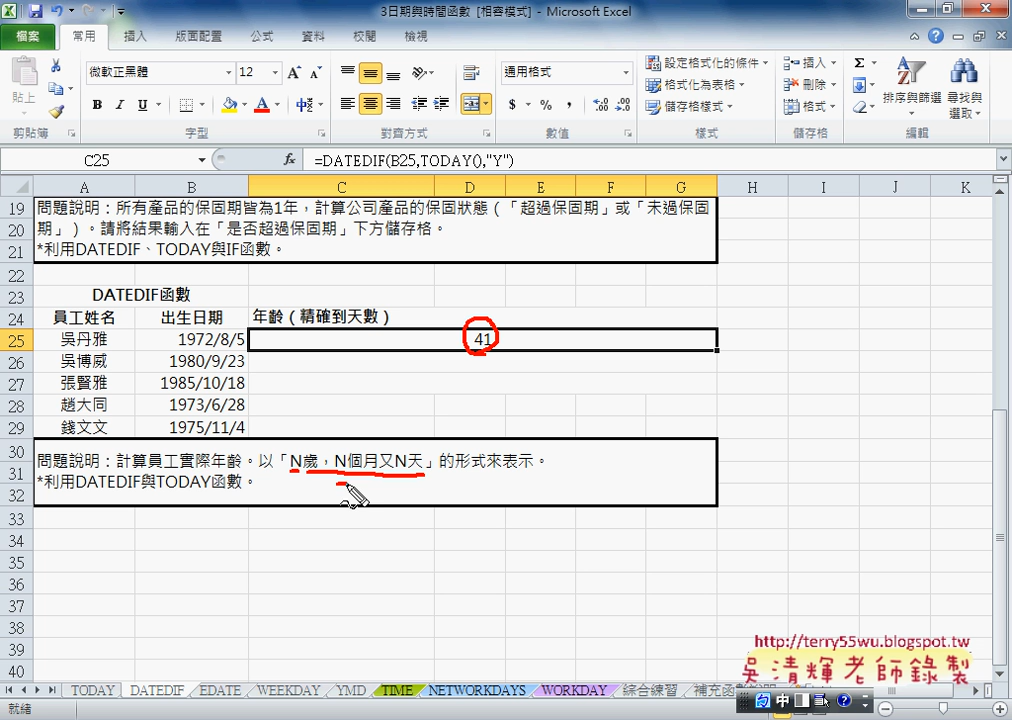 3日期與時間函數 [相容模式] - Microsoft Excel
檔案 常用 插入 版面配置 公式 資料 校閱 檢視
貼上 微軟正黑體 12 通用格式 設定格式化的條件 插入 Σ
B I U 中 $ % , 格式化為表格 刪除 排序與篩選 尋找與選取
儲存格樣式 格式
剪貼簿 字型 對齊方式 數值 樣式 儲存格 編輯
C25 fx =DATEDIF(B25,TODAY(),"Y")
A B C D E F G H I J K
19 問題說明：所有產品的保固期皆為1年，計算公司產品的保固狀態（「超過保固期」或「未過保固
20 期」）。請將結果輸入在「是否超過保固期」下方儲存格。
21 *利用DATEDIF、TODAY與IF函數。
22
23 DATEDIF函數
24 員工姓名 出生日期 年齡（精確到天數）
25 吳丹雅 1972/8/5 41
26 吳博威 1980/9/23
27 張賢雅 1985/10/18
28 趙大同 1973/6/28
29 錢文文 1975/11/4
30 問題說明：計算員工實際年齡。以「N歲，N個月又N天」的形式來表示。
31
32 *利用DATEDIF與TODAY函數。
33
34
35
36
37
38
39
40
http://terry55wu.blogspot.tw
吳清輝老師錄製
TODAY DATEDIF EDATE WEEKDAY YMD TIME NETWORKDAYS WORKDAY 綜合練習 補充函
就緒 中